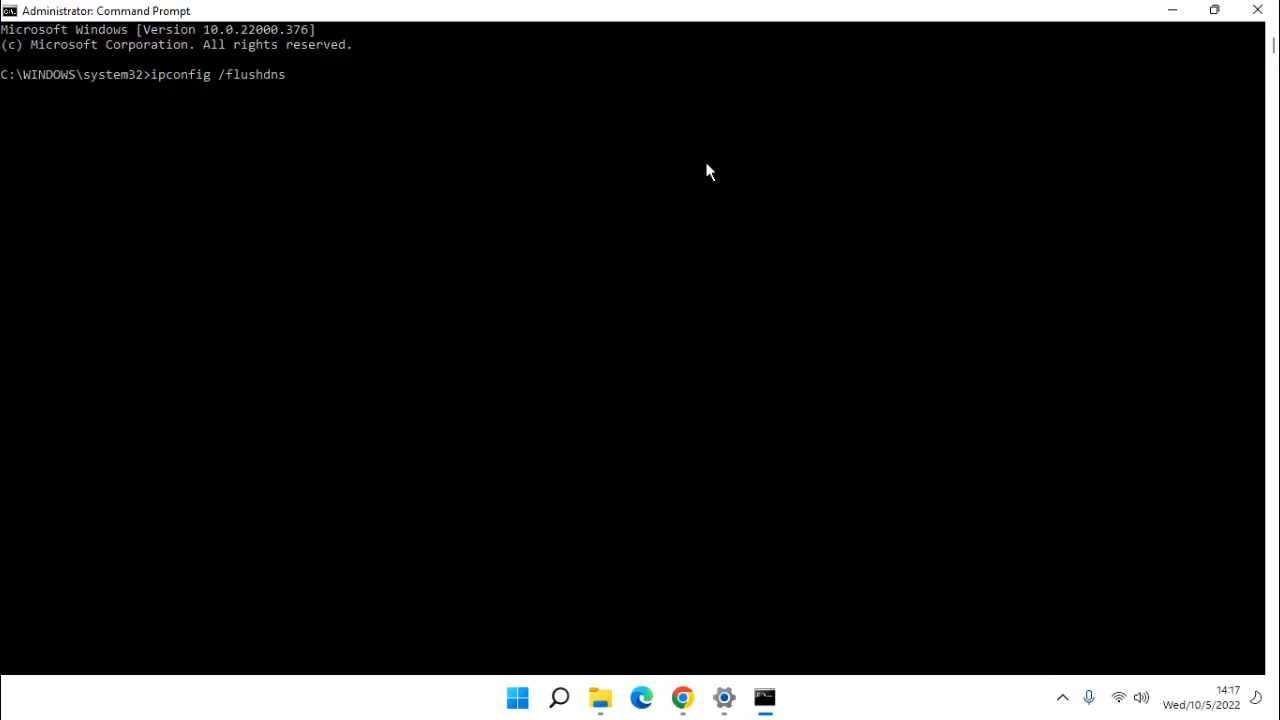 Administrator: Command Prompt
Microsoft Windows [Version 10.0.22000.376]
(c) Microsoft Corporation. All rights reserved.
C:\WINDOWS\system32>ipconfig /flushdns
14:17
Wed/10/5/2022